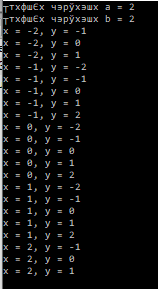 ┬тхфшЄх чэрўхэшх a = 2
┬тхфшЄх чэрўхэшх b = 2
x = -2, y = -1
x = -2, y = 0
x = -2, y = 1
x = -1, y = -2
x = -1, y = -1
x = -1, y = 0
x = -1, y = 1
x = -1, y = 2
x = 0, y = -2
x = 0, y = -1
x = 0, y = 0
x = 0, y = 1
x = 0, y = 2
x = 1, y = -2
x = 1, y = -1
x = 1, y = 0
x = 1, y = 1
x = 1, y = 2
x = 2, y = -1
x = 2, y = 0
x = 2, y = 1